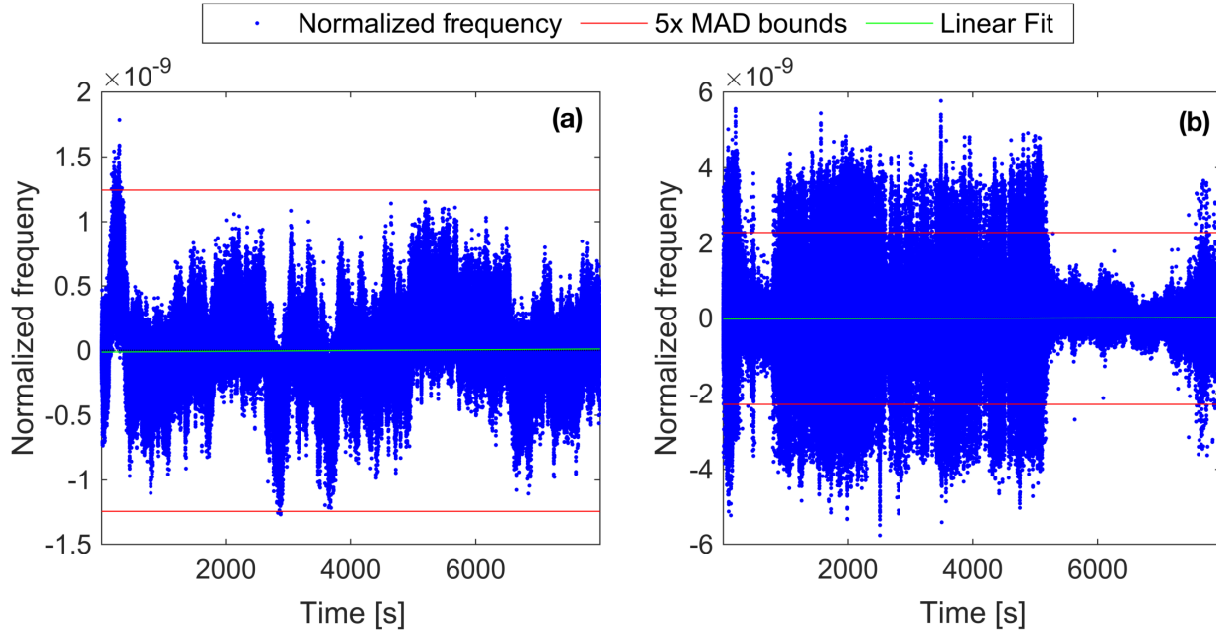 Normalized frequency 5x MAD bounds Linear Fit
×10^-9
(a)
Normalized frequeny
2
1.5
1
0.5
0
-0.5
-1
-1.5
2000 4000 6000
Time [s]
×10^-9
(b)
Normalized frequeny
6
4
2
0
-2
-4
-6
2000 4000 6000
Time [s]